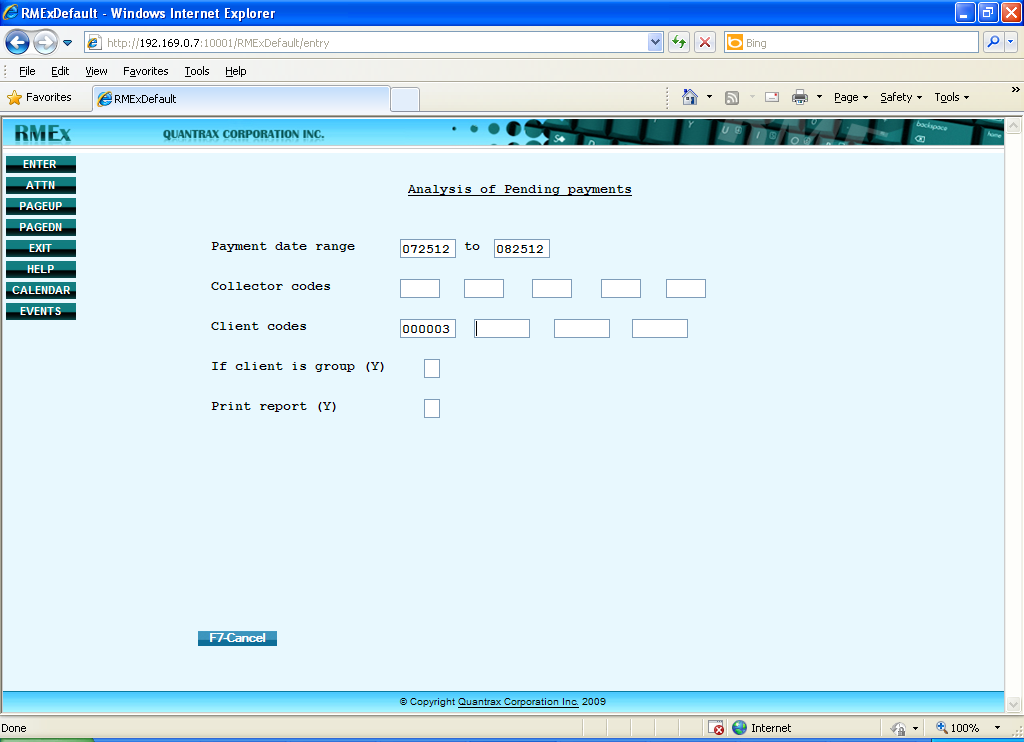 RMExDefault - Windows Internet Explorer
http://192.169.0.7:10001/RMExDefault/entry
Bing
File Edit View Favorites Tools Help
Favorites RMExDefault Page Safety Tools
RMEx QUANTRAX CORPORATION INC. backspace home
ENTER
ATTN
PAGEUP
PAGEDN
EXIT
HELP
CALENDAR
EVENTS
Analysis of Pending payments
Payment date range 072512 to 082512
Collector codes
Client codes 000003
If client is group (Y)
Print report (Y)
F7-Cancel
© Copyright Quantrax Corporation Inc. 2009
Done Internet 100%